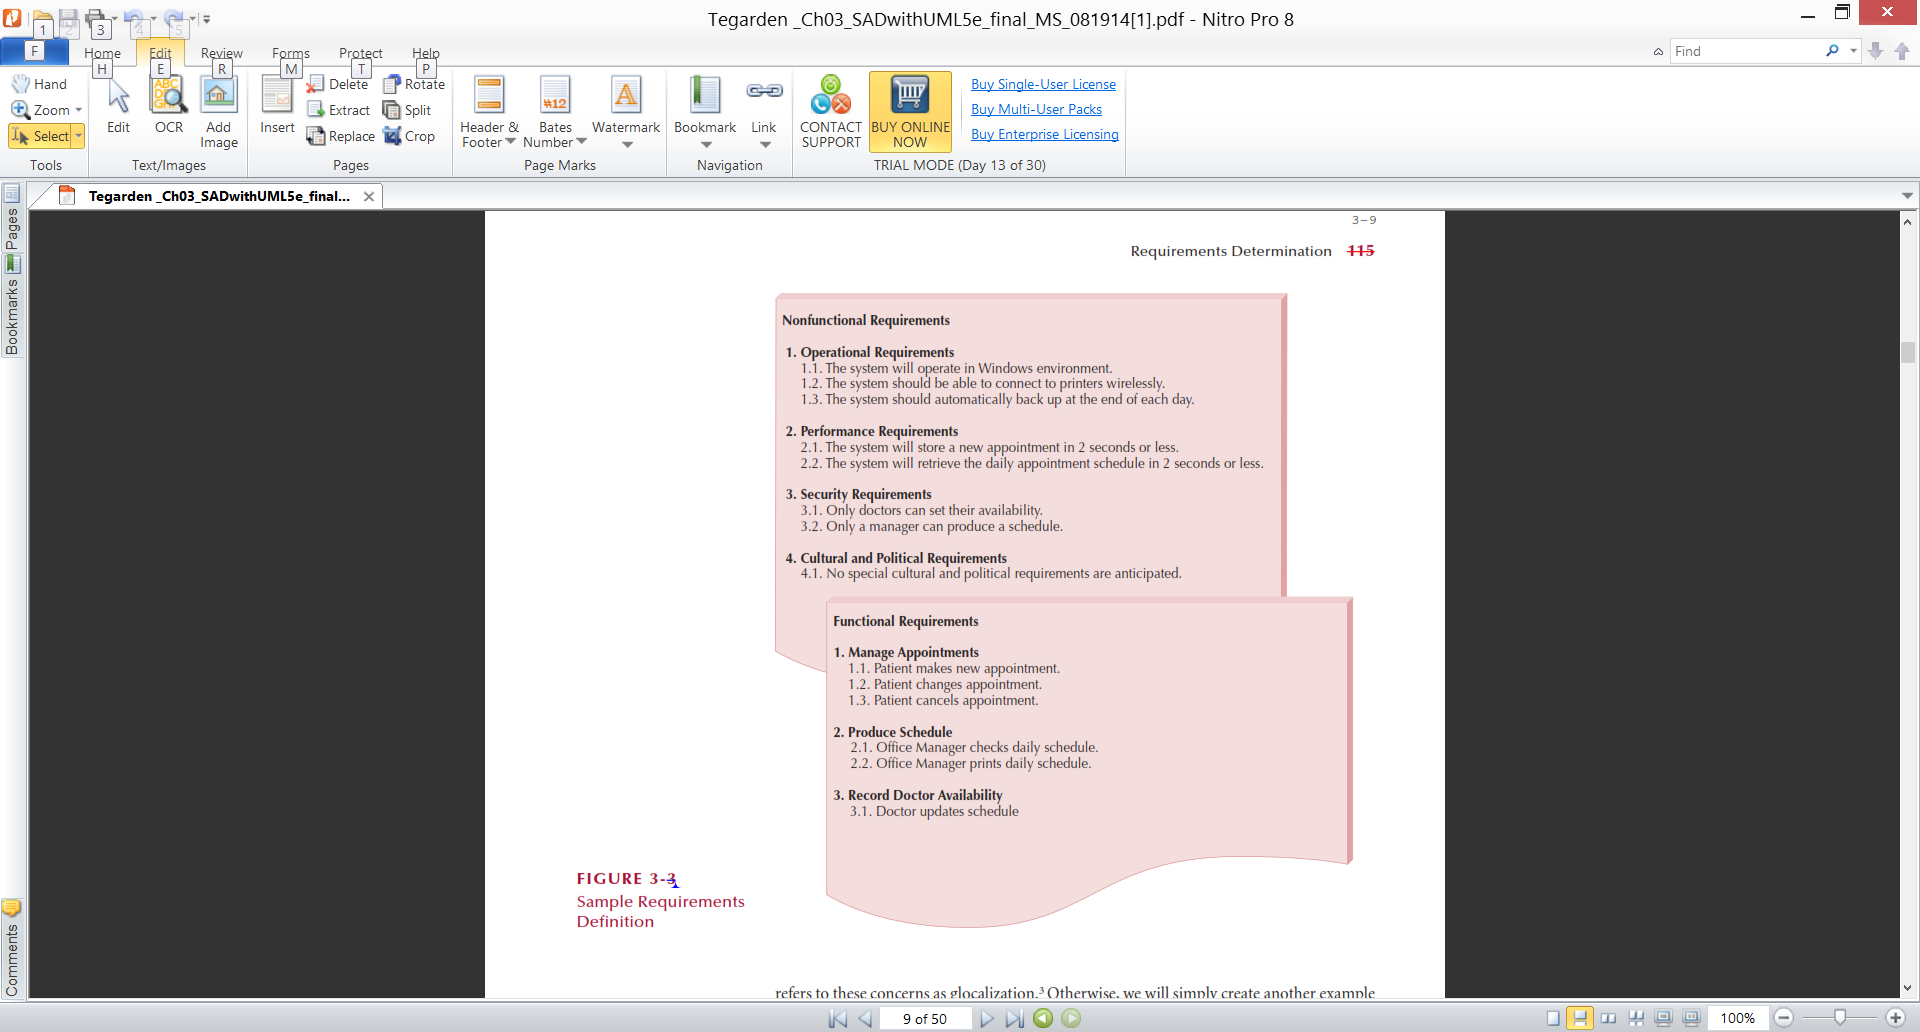 1
2
3
4
5
Tegarden _Ch03_SADwithUML5e_final_MS_081914[1].pdf - Nitro Pro 8
F
Home
Edit
Review
Forms
Protect
Help
H
E
R
M
T
P
Find
Hand
Zoom
Select
Tools
Edit
OCR
Add Image
Text/Images
Insert
Delete
Extract
Replace
Rotate
Split
Crop
Pages
Header & Footer
Bates Number
Watermark
Page Marks
Bookmark
Link
Navigation
CONTACT SUPPORT
BUY ONLINE NOW
Buy Single-User License
Buy Multi-User Packs
Buy Enterprise Licensing
TRIAL MODE (Day 13 of 30)
Tegarden _Ch03_SADwithUML5e_final...
Pages
Bookmarks
Comments
3–9
Requirements Determination 115
Nonfunctional Requirements
1. Operational Requirements
1.1. The system will operate in Windows environment.
1.2. The system should be able to connect to printers wirelessly.
1.3. The system should automatically back up at the end of each day.
2. Performance Requirements
2.1. The system will store a new appointment in 2 seconds or less.
2.2. The system will retrieve the daily appointment schedule in 2 seconds or less.
3. Security Requirements
3.1. Only doctors can set their availability.
3.2. Only a manager can produce a schedule.
4. Cultural and Political Requirements
4.1. No special cultural and political requirements are anticipated.
Functional Requirements
1. Manage Appointments
1.1. Patient makes new appointment.
1.2. Patient changes appointment.
1.3. Patient cancels appointment.
2. Produce Schedule
2.1. Office Manager checks daily schedule.
2.2. Office Manager prints daily schedule.
3. Record Doctor Availability
3.1. Doctor updates schedule
FIGURE 3-3
Sample Requirements
Definition
refers to these concerns as glocalization.³ Otherwise, we will simply create another example
9 of 50
100%